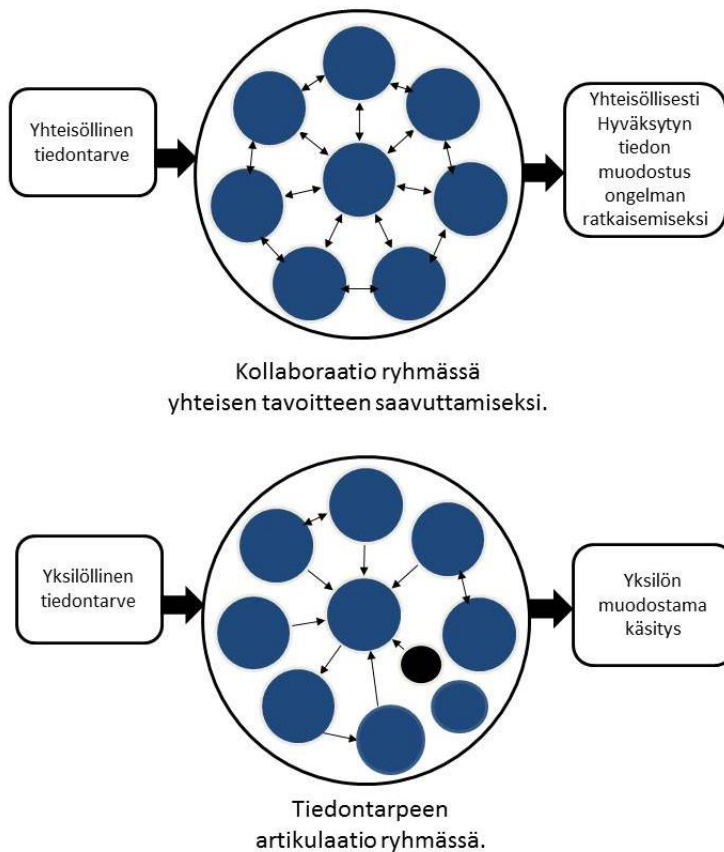 Yhteisöllinen
tiedontarve
Yhteisöllisesti
Hyväksytyn
tiedon
muodostus
ongelman
ratkaisemiseksi
Kollaboraatio ryhmässä
yhteisen tavoitteen saavuttamiseksi.
Yksilöllinen
tiedontarve
Yksilön
muodostama
käsitys
Tiedontarpeen
artikulaatio ryhmässä.